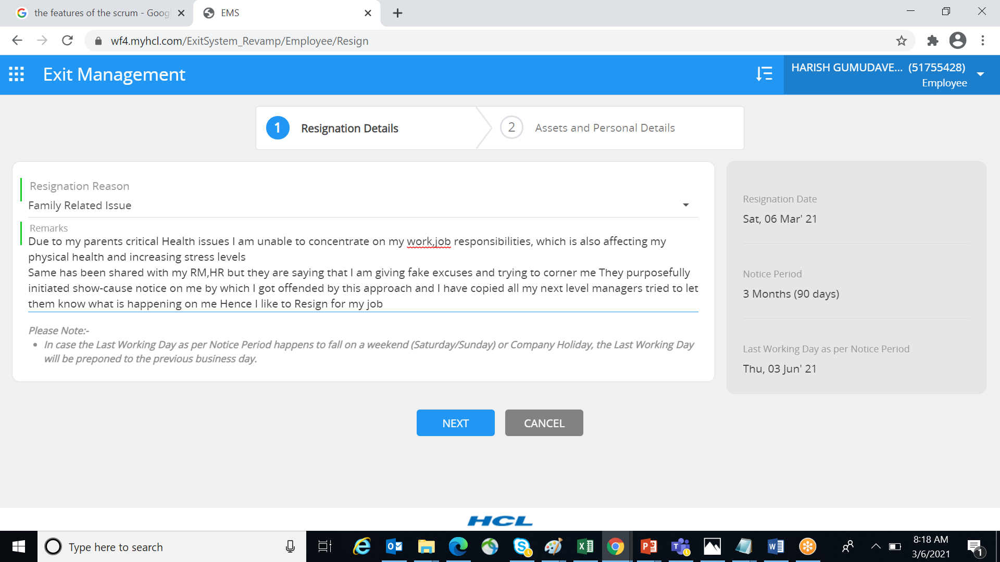 the features of the scrum - Goog
EMS
wf4.myhcl.com/ExitSystem_Revamp/Employee/Resign
Exit Management
HARISH GUMUDAVE... (51755428)
Employee
1 Resignation Details
2 Assets and Personal Details
Resignation Reason
Family Related Issue
Remarks
Due to my parents critical Health issues I am unable to concentrate on my work,job responsibilities, which is also affecting my
physical health and increasing stress levels
Same has been shared with my RM,HR but they are saying that I am giving fake excuses and trying to corner me They purposefully
initiated show-cause notice on me by which I got offended by this approach and I have copied all my next level managers tried to let
them know what is happening on me Hence I like to Resign for my job
Please Note:-
• In case the Last Working Day as per Notice Period happens to fall on a weekend (Saturday/Sunday) or Company Holiday, the Last Working Day
will be preponed to the previous business day.
Resignation Date
Sat, 06 Mar' 21
Notice Period
3 Months (90 days)
Last Working Day as per Notice Period
Thu, 03 Jun' 21
NEXT
CANCEL
HCL
Type here to search
8:18 AM
3/6/2021
1